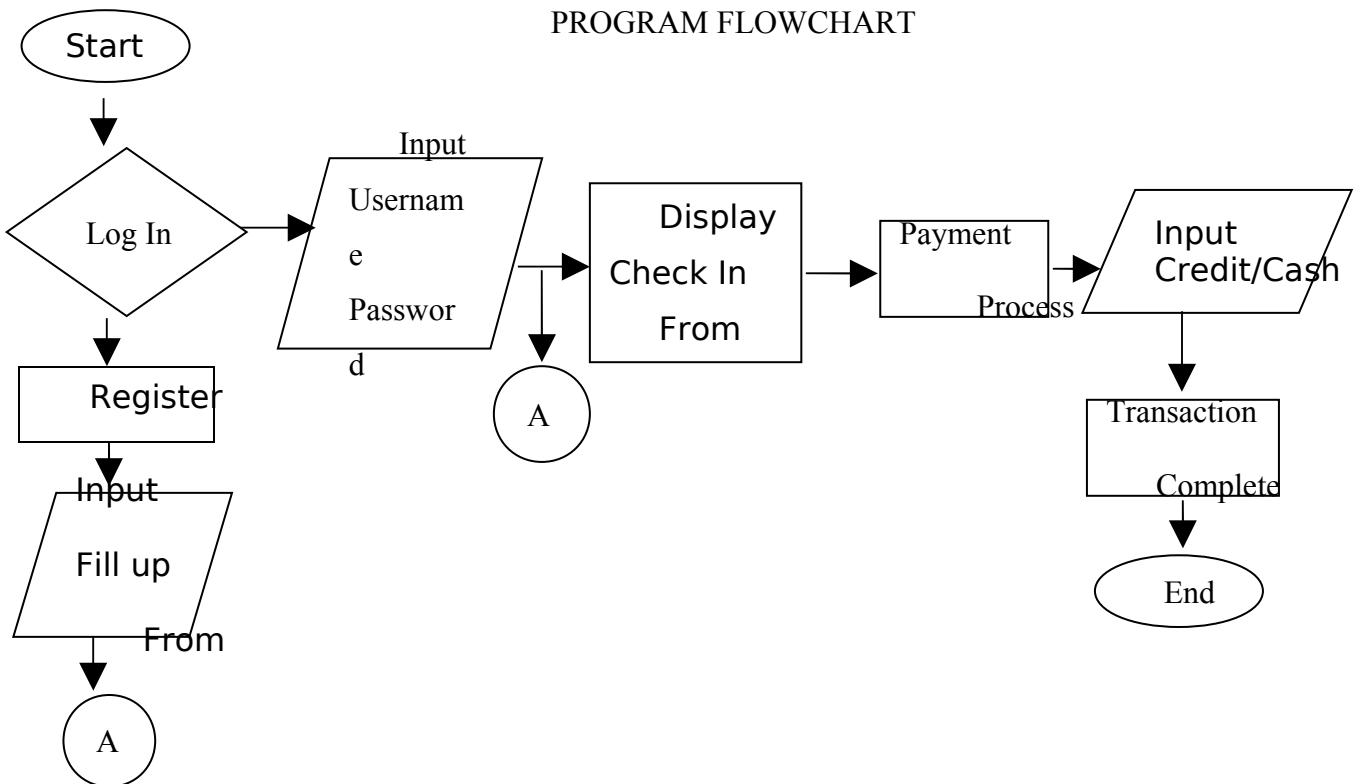 PROGRAM FLOWCHART
Start
Log In
Input
Usernam
e
Passwor
d
Display
Check In
From
Payment
Process
Input
Credit/Cash
Register
A
Transaction
Complete
Input
Fill up
From
End
A